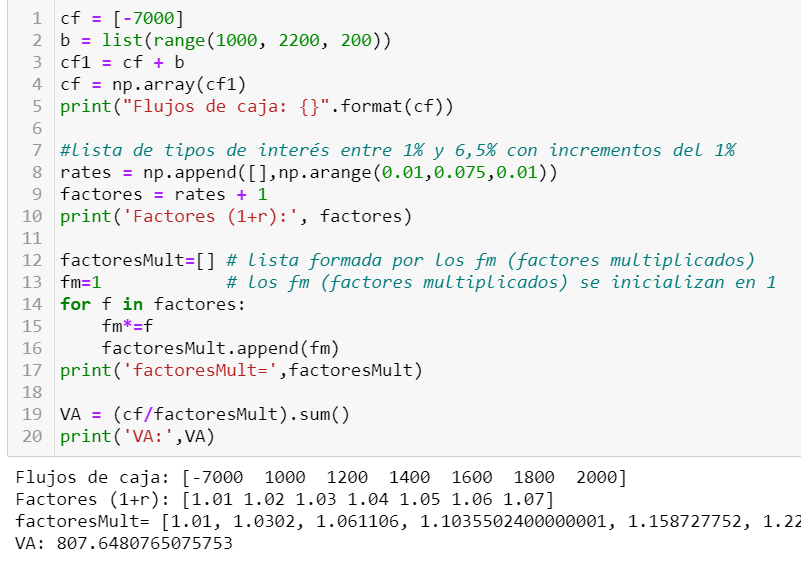 1 cf = [-7000]
2 b = list(range(1000, 2200, 200))
3 cf1 = cf + b
4 cf = np.array(cf1)
5 print("Flujos de caja: {}".format(cf))
6
7 #lista de tipos de interés entre 1% y 6,5% con incrementos del 1%
8 rates = np.append([],np.arange(0.01,0.075,0.01))
9 factores = rates + 1
10 print('Factores (1+r):', factores)
11
12 factoresMult=[] # lista formada por los fm (factores multiplicados)
13 fm=1            # los fm (factores multiplicados) se inicializan en 1
14 for f in factores:
15     fm*=f
16     factoresMult.append(fm)
17 print('factoresMult=',factoresMult)
18
19 VA = (cf/factoresMult).sum()
20 print('VA:',VA)
Flujos de caja: [-7000  1000  1200  1400  1600  1800  2000]
Factores (1+r): [1.01 1.02 1.03 1.04 1.05 1.06 1.07]
factoresMult= [1.01, 1.0302, 1.061106, 1.1035502400000001, 1.158727752, 1.22
VA: 807.6480765075753